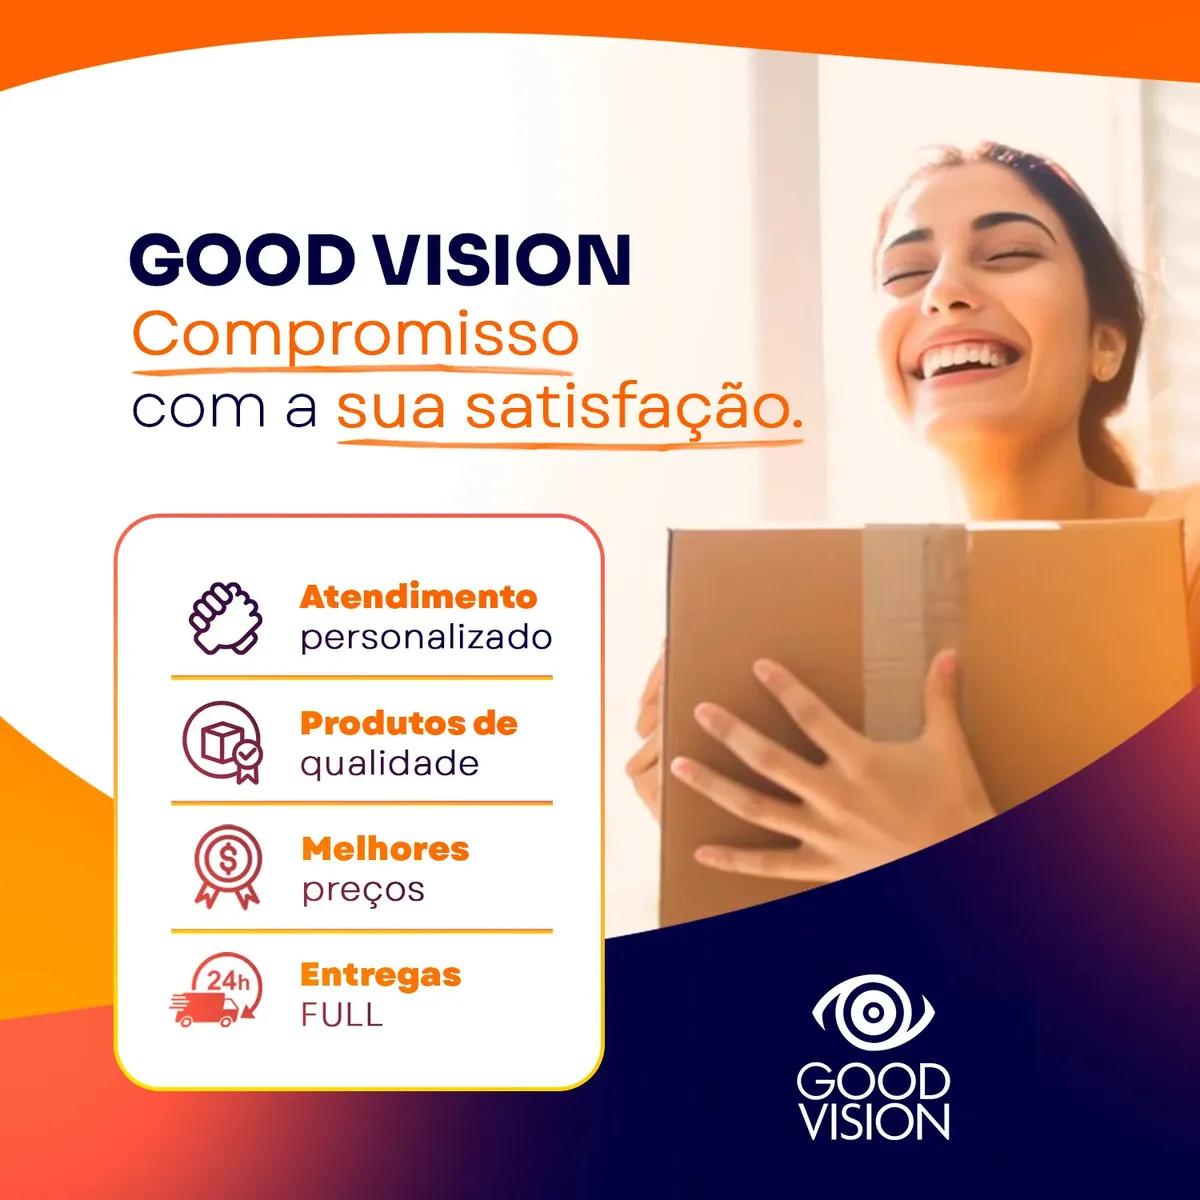 GOOD VISION
Compromisso
com a sua satisfação.
Atendimento
personalizado
Produtos de
qualidade
Melhores
preços
$
24h
Entregas
FULL
GOOD
VISION